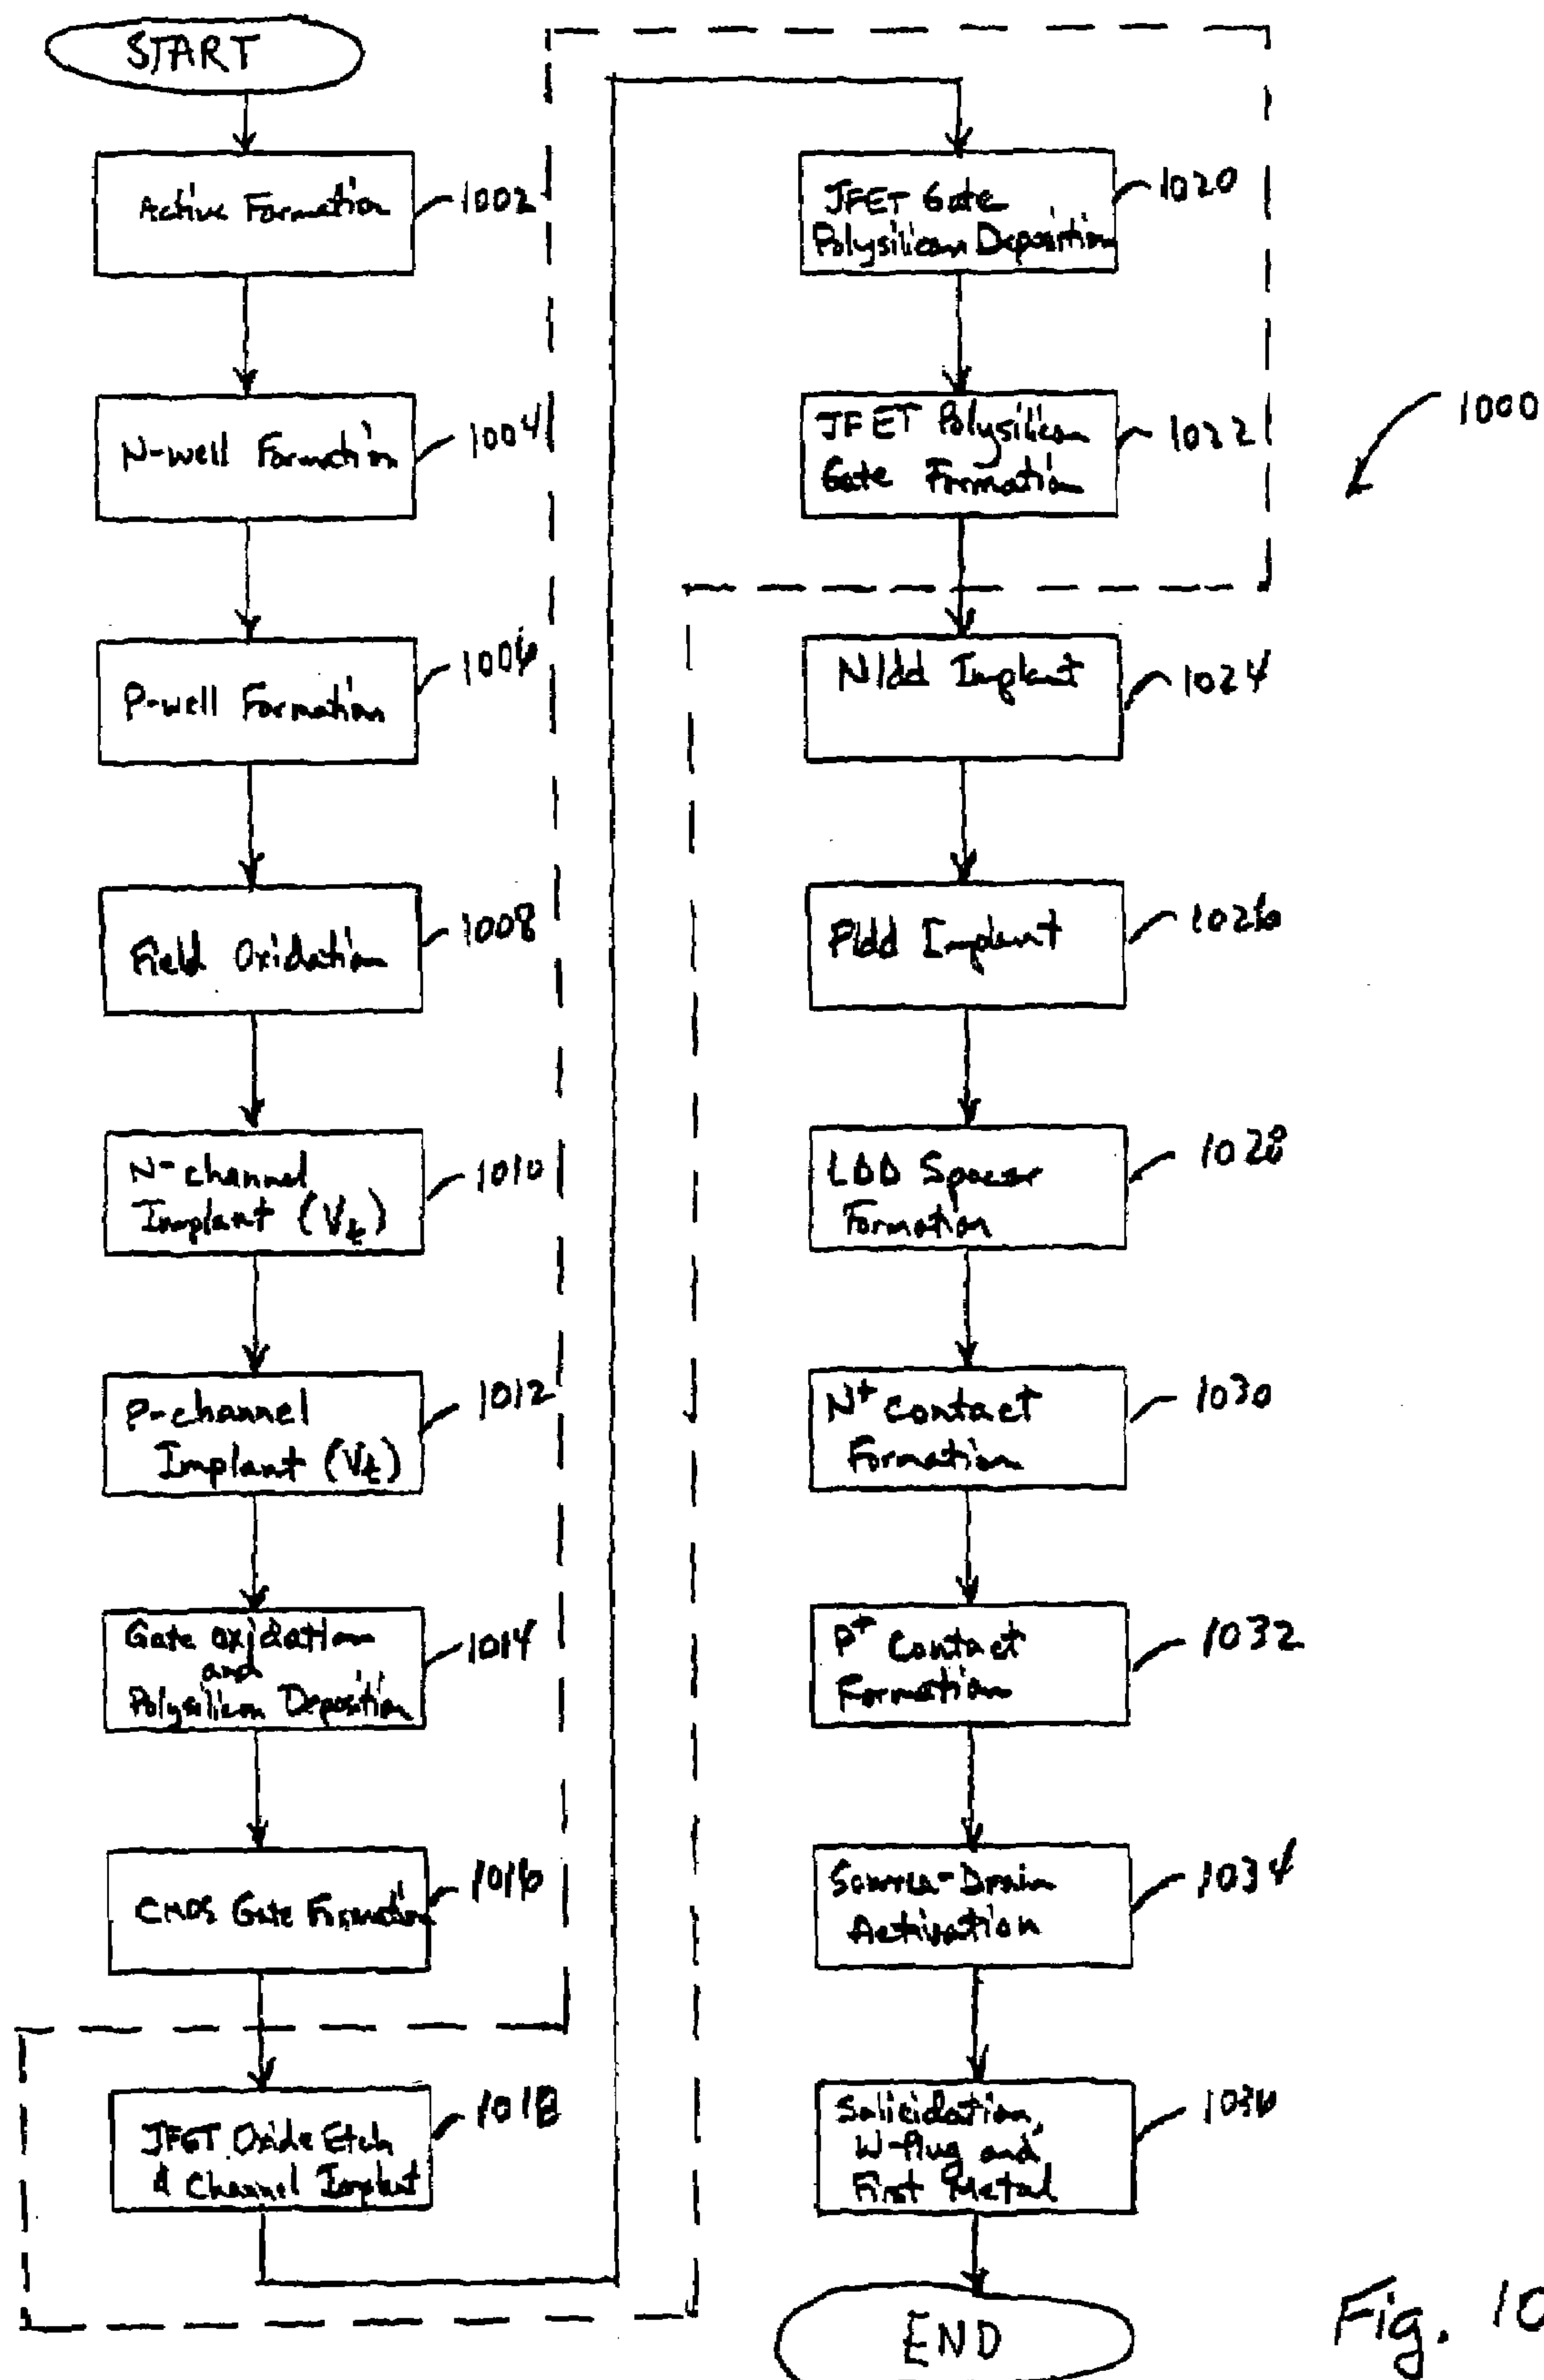 START
Active Formation
1002
N-well Formation
1004
P-well Formation
1006
Field Oxidation
1008
N-channel
Implant (Vt)
1010
P-channel
Implant (Vt)
1012
Gate oxidation
and
Polysilicon Deposition
1014
CMOS Gate Formation
1016
JFET Oxide Etch
& Channel Implant
1018
JFET Gate
Polysilicon Deposition
1020
JFET Polysilicon
Gate Formation
1022
Nldd Implant
1024
Pldd Implant
1026
LDD Spacer
Formation
1028
N+ Contact
Formation
1030
P+ Contact
Formation
1032
Source-Drain
Activation
1034
Salicidation,
W-Plug and
First Metal
1036
END
1000
Fig. 10